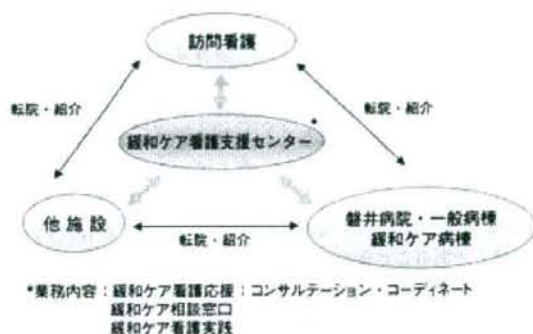 訪問看護
転院・紹介
転院・紹介
*
緩和ケア看護支援センター
他施設
磐井病院・一般病棟
緩和ケア病棟
転院・紹介
*業務内容：緩和ケア看護応援：コンサルテーション・コーディネート
緩和ケア相談窓口
緩和ケア看護実践